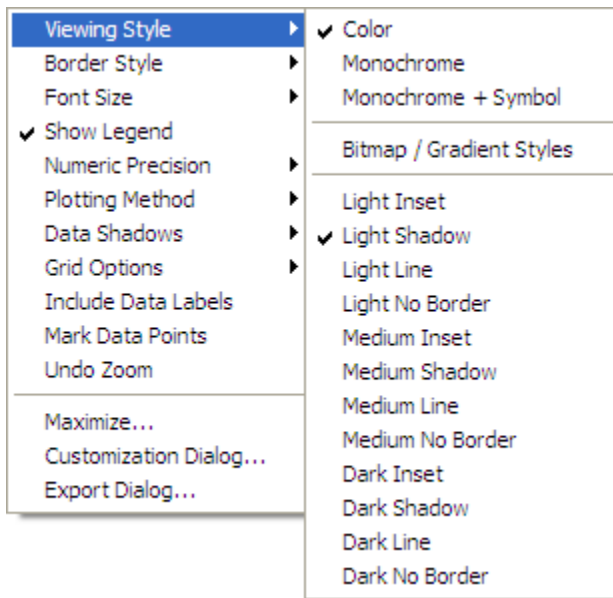 Viewing Style
Border Style
Font Size
Show Legend
Numeric Precision
Plotting Method
Data Shadows
Grid Options
Include Data Labels
Mark Data Points
Undo Zoom
Maximize...
Customization Dialog...
Export Dialog...
Color
Monochrome
Monochrome + Symbol
Bitmap / Gradient Styles
Light Inset
Light Shadow
Light Line
Light No Border
Medium Inset
Medium Shadow
Medium Line
Medium No Border
Dark Inset
Dark Shadow
Dark Line
Dark No Border